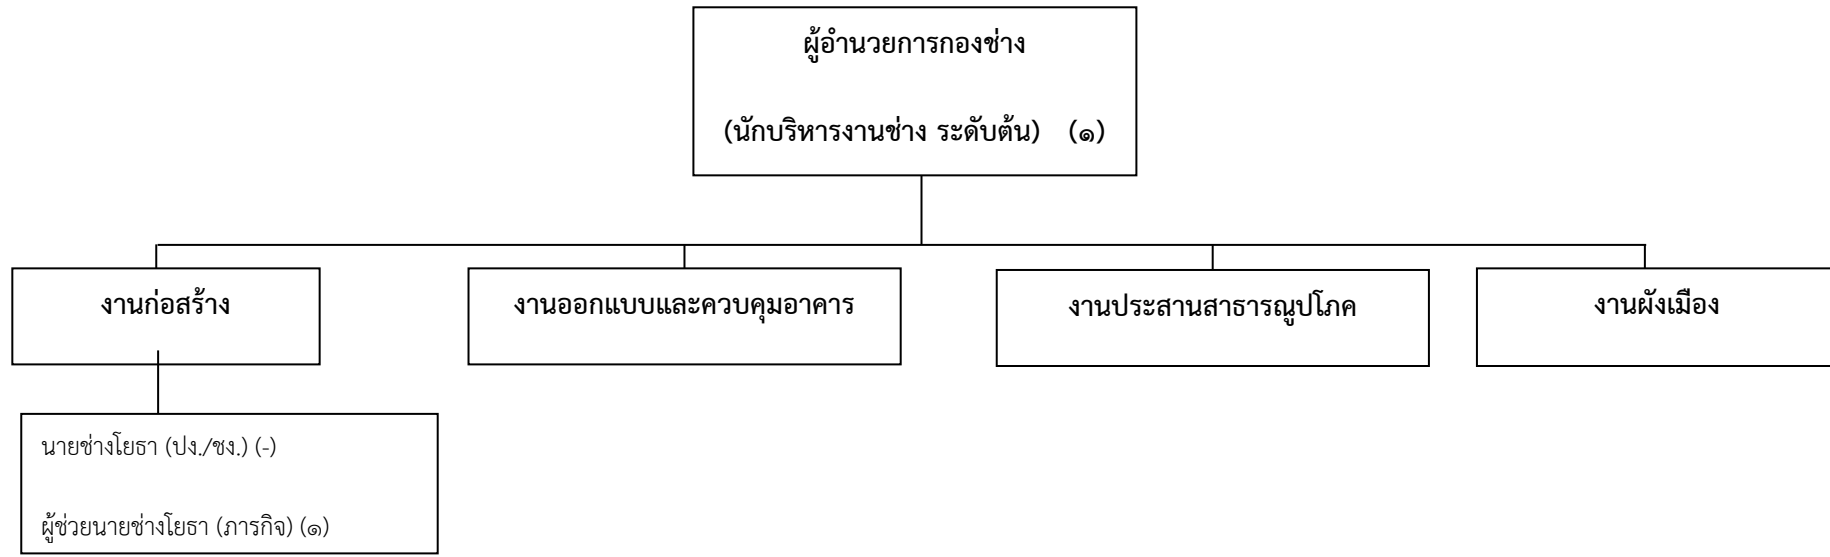 ผู้อำนวยการกองช่าง
(นักบริหารงานช่าง ระดับต้น) (๑)
งานก่อสร้าง
งานออกแบบและควบคุมอาคาร
งานประสานสาธารณูปโภค
งานผังเมือง
นายช่างโยธา (ปง./ชง.) (-)
ผู้ช่วยนายช่างโยธา (ภารกิจ) (๑)